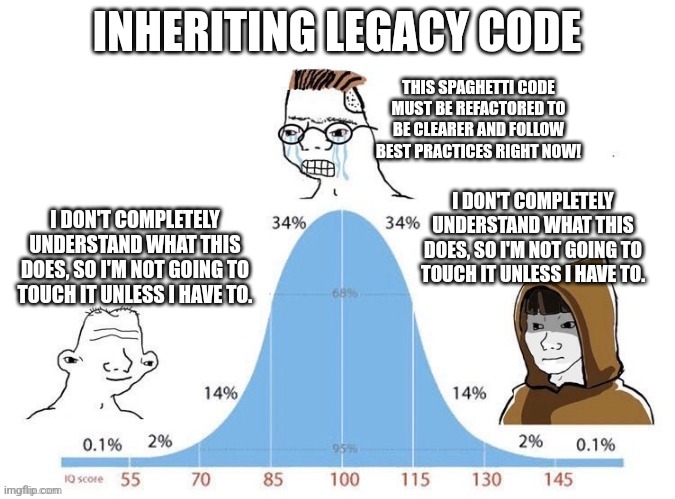 INHERITING LEGACY CODE
THIS SPAGHETTI CODE
MUST BE REFACTORED TO
BE CLEARER AND FOLLOW
BEST PRACTICES RIGHT NOW!
I DON'T COMPLETELY
UNDERSTAND WHAT THIS
DOES, SO I'M NOT GOING TO
TOUCH IT UNLESS I HAVE TO.
I DON'T COMPLETELY
UNDERSTAND WHAT THIS
DOES, SO I'M NOT GOING TO
TOUCH IT UNLESS I HAVE TO.
34% 34%
68%
14% 14%
95%
0.1% 2% 2% 0.1%
IQ score 55 70 85 100 115 130 145
imgflip.com